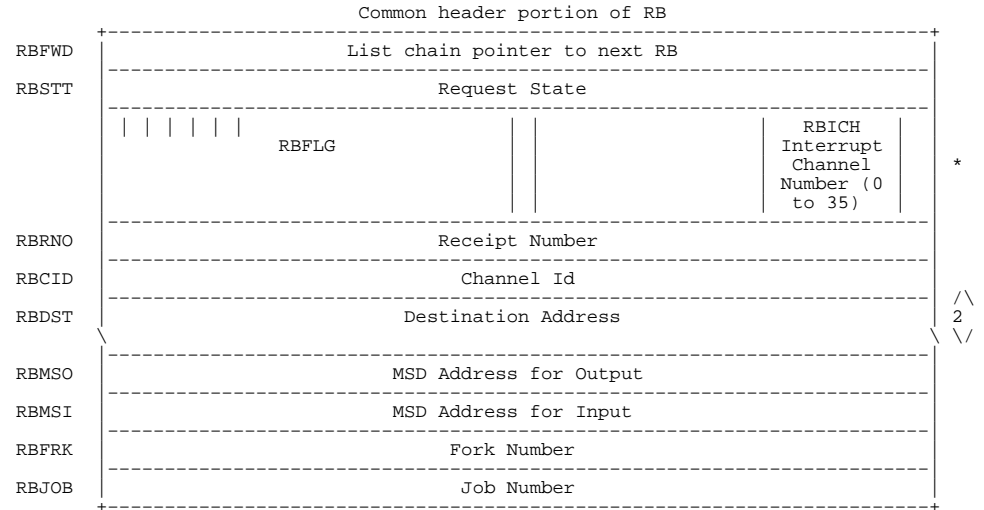 Common header portion of RB
RBFWD List chain pointer to next RB
RBSTT Request State
RBICH
RBFLG Interrupt
Channel *
Number (0
to 35)
RBRNO Receipt Number
RBCID Channel Id
/\
RBDST Destination Address 2
\ \ \/
RBMSO MSD Address for Output
RBMSI MSD Address for Input
RBFRK Fork Number
RBJOB Job Number